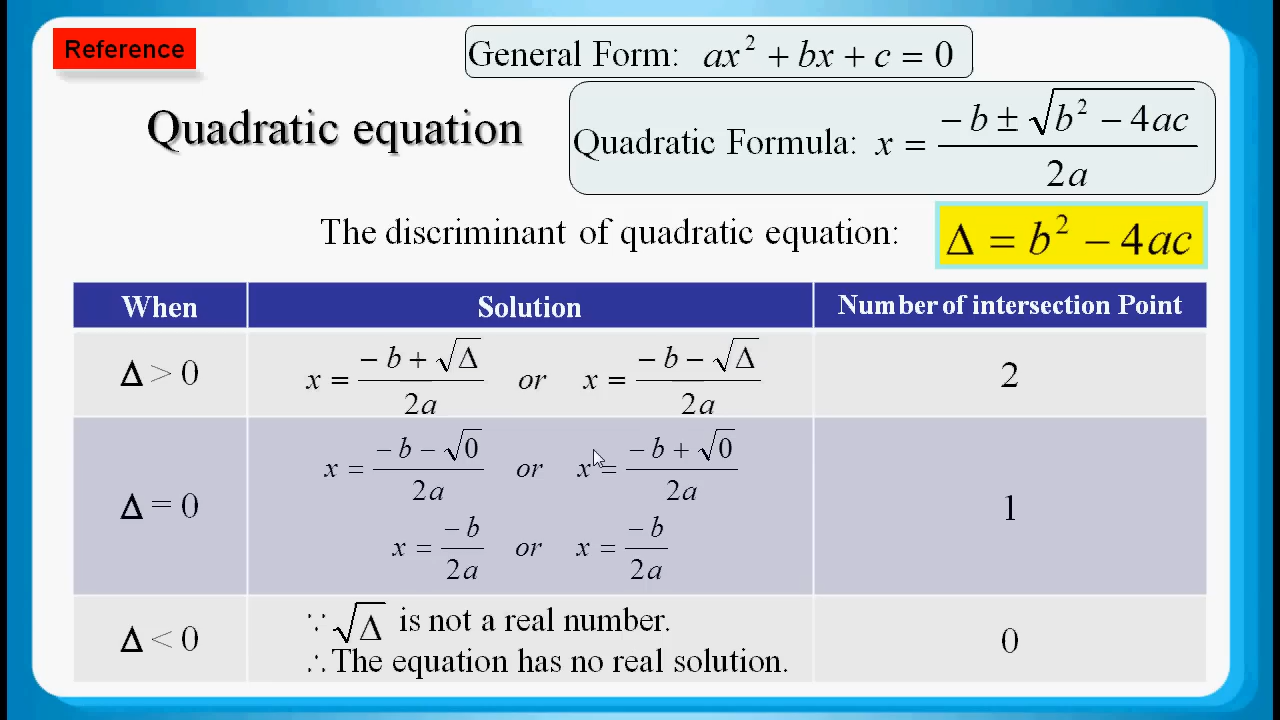 Reference
General Form: ax² + bx + c = 0
Quadratic equation
Quadratic Formula: x = (−b ± √(b² − 4ac)) / 2a
The discriminant of quadratic equation: Δ = b² − 4ac
When Solution Number of intersection Point
Δ > 0 x = (−b + √Δ) / 2a or x = (−b − √Δ) / 2a 2
Δ = 0 x = (−b − √0) / 2a or x = (−b + √0) / 2a 1
x = −b / 2a or x = −b / 2a
Δ < 0 ∵ √Δ is not a real number. 0
∴ The equation has no real solution.